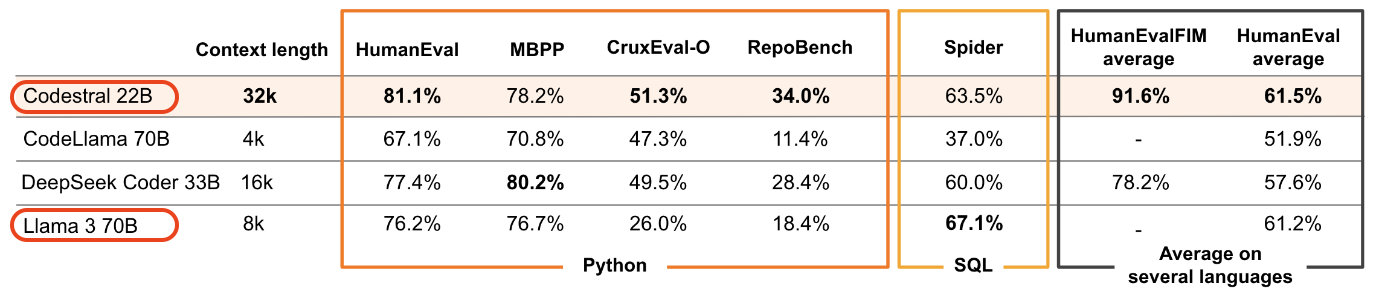 Context length HumanEval MBPP CruxEval-O RepoBench Spider HumanEvalFIM average HumanEval average
Codestral 22B 32k 81.1% 78.2% 51.3% 34.0% 63.5% 91.6% 61.5%
CodeLlama 70B 4k 67.1% 70.8% 47.3% 11.4% 37.0% - 51.9%
DeepSeek Coder 33B 16k 77.4% 80.2% 49.5% 28.4% 60.0% 78.2% 57.6%
Llama 3 70B 8k 76.2% 76.7% 26.0% 18.4% 67.1% - 61.2%
Python SQL Average on several languages